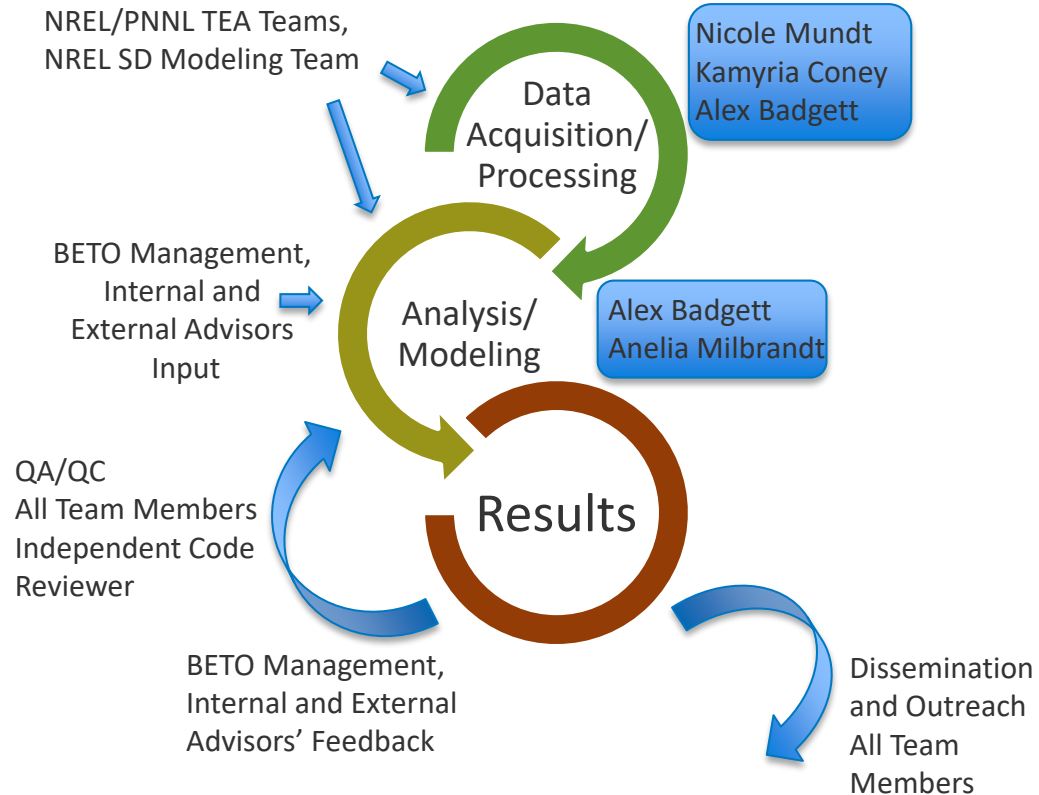 NREL/PNNL TEA Teams,
NREL SD Modeling Team
Data
Acquisition/
Processing
Nicole Mundt
Kamyria Coney
Alex Badgett
BETO Management,
Internal and
External Advisors
Input
Analysis/
Modeling
Alex Badgett
Anelia Milbrandt
Results
QA/QC
All Team Members
Independent Code
Reviewer
BETO Management,
Internal and External
Advisors’ Feedback
Dissemination
and Outreach
All Team
Members